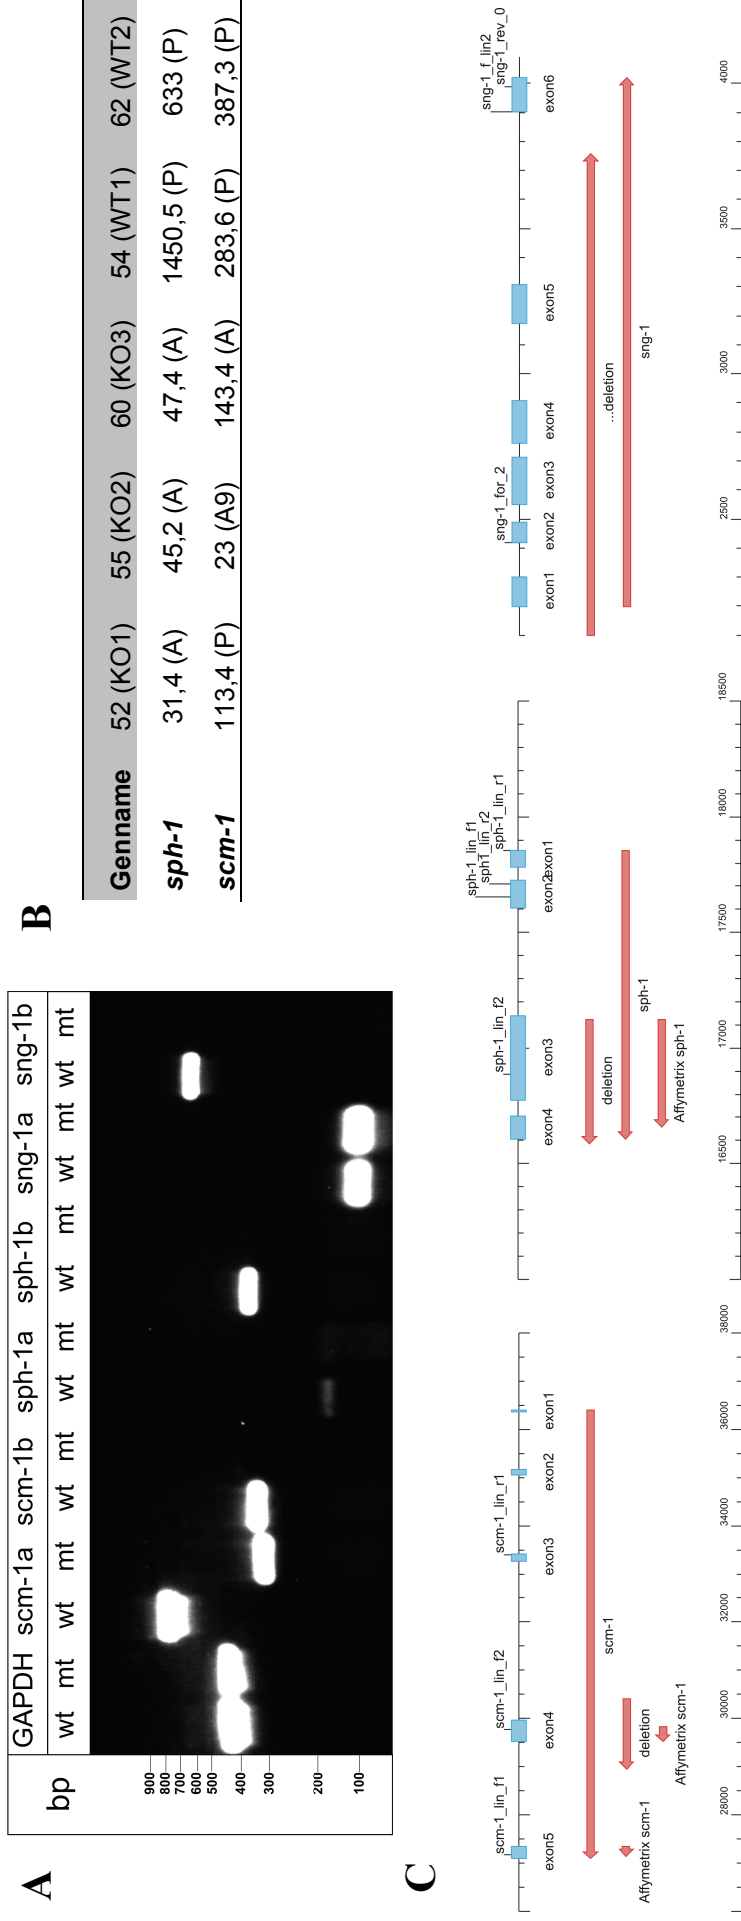 A
bp
GAPDH scm-1a scm-1b sph-1a sph-1b sng-1a sng-1b
wt mt wt mt wt mt wt mt wt mt wt mt wt mt
900
800
700
600
500
400
300
200
100
B
Genname 52 (KO1) 55 (KO2) 60 (KO3) 54 (WT1) 62 (WT2)
sph-1 31,4 (A) 45,2 (A) 47,4 (A) 1450,5 (P) 633 (P)
scm-1 113,4 (P) 23 (A9) 143,4 (A) 283,6 (P) 387,3 (P)
C
scm-1_lin_f1 scm-1_lin_f2 scm-1_lin_r1
exon5 exon4 exon3 exon2 exon1
scm-1
deletion
Affymetrix scm-1
Affymetrix scm-1
28000 30000 32000 34000 36000 38000
sph-1_lin_f2
sph-1_lin_f1
sph1_lin_r2
sph-1_lin_r1
exon4 exon3 exon2 exon1
deletion
sph-1
Affymetrix sph-1
16500 17000 17500 18000 18500
sng-1_for_2
sng-1_f_lin2
sng-1_rev_0
exon1 exon2 exon3 exon4 exon5 exon6
...deletion
sng-1
2500 3000 3500 4000